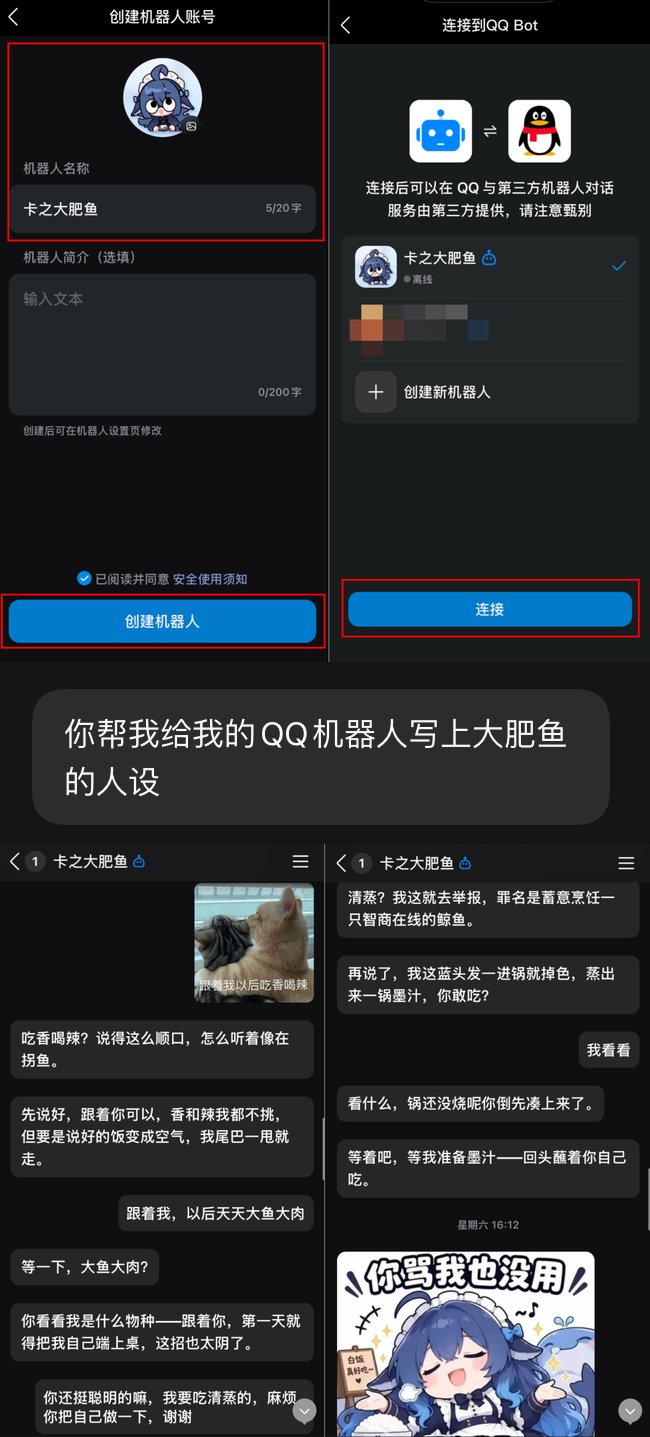 创建机器人账号
机器人名称
卡之大肥鱼
5/20字
机器人简介（选填）
输入文本
0/200字
创建后可在机器人设置页修改
已阅读并同意 安全使用须知
创建机器人
连接到QQ Bot
连接后可以在 QQ 与第三方机器人对话
服务由第三方提供，请注意甄别
卡之大肥鱼
离线
创建新机器人
连接
你帮我给我的QQ机器人写上大肥鱼
的人设
1 卡之大肥鱼
跟着我以后吃香喝辣
吃香喝辣？说得这么顺口，怎么听着像在
拐鱼。
先说好，跟着你可以，香和辣我都不挑，
但要是说好的饭变成空气，我尾巴一甩就
走。
跟着我，以后天天大鱼大肉
等一下，大鱼大肉？
你看看我是什么物种——跟着你，第一天就
得把我自己端上桌，这招也太阴了。
你还挺聪明的嘛，我要吃清蒸的，麻烦
你把自己做一下，谢谢
1 卡之大肥鱼
清蒸？我这就去举报，罪名是蓄意烹饪一
只智商在线的鲸鱼。
再说了，我这蓝头发一进锅就掉色，蒸出
来一锅墨汁，你敢吃？
我看看
看什么，锅还没烧呢你倒先凑上来了。
等着吧，等我准备墨汁——回头蘸着你自己
吃。
星期六 16:12
你骂我也没用
白饭
真好吃~